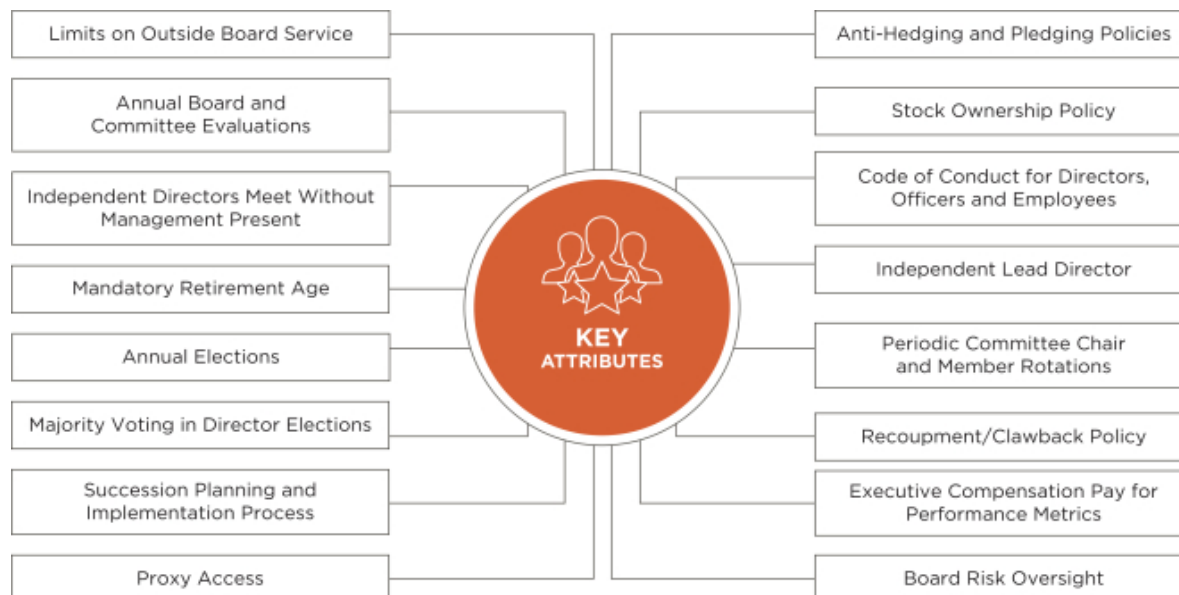 Limits on Outside Board Service
Annual Board and
Committee Evaluations
Independent Directors Meet Without
Management Present
Mandatory Retirement Age
Annual Elections
Majority Voting in Director Elections
Succession Planning and
Implementation Process
Proxy Access
KEY
ATTRIBUTES
Anti-Hedging and Pledging Policies
Stock Ownership Policy
Code of Conduct for Directors,
Officers and Employees
Independent Lead Director
Periodic Committee Chair
and Member Rotations
Recoupment/Clawback Policy
Executive Compensation Pay for
Performance Metrics
Board Risk Oversight